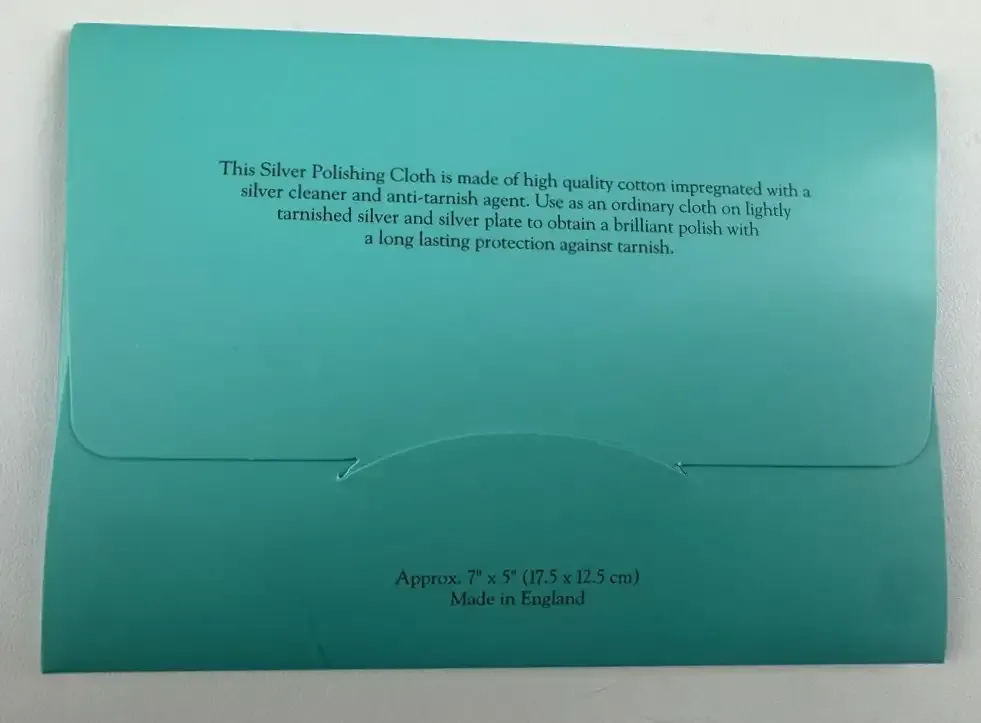 This Silver Polishing Cloth is made of high quality cotton impregnated with a
silver cleaner and anti-tarnish agent. Use as an ordinary cloth on lightly
tarnished silver and silver plate to obtain a brilliant polish with
a long lasting protection against tarnish.
Approx. 7" x 5" (17.5 x 12.5 cm)
Made in England